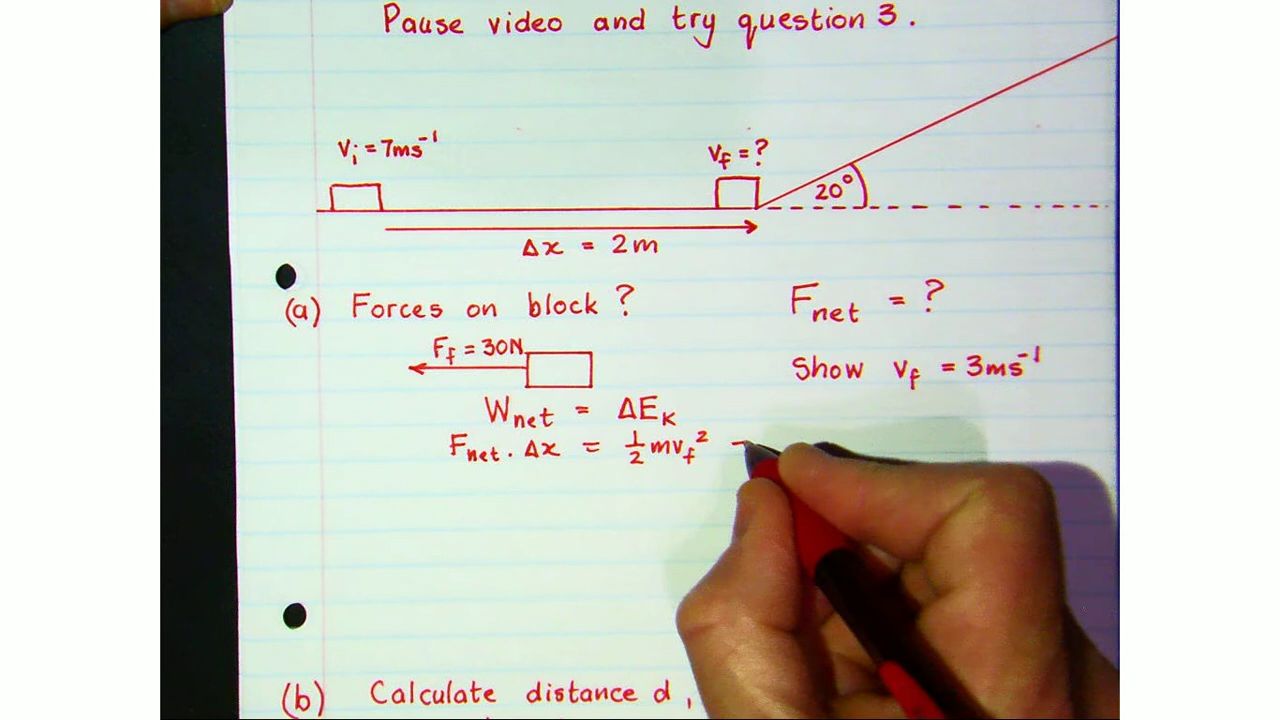 Pause video and try question 3.
Vi = 7ms⁻¹
Vf = ?
20°
Δx = 2m
(a) Forces on block ?
Fnet = ?
Ff = 30N
Show vf = 3ms⁻¹
Wnet = ΔEK
Fnet . Δx = ½mvf² -
(b) Calculate distance d,